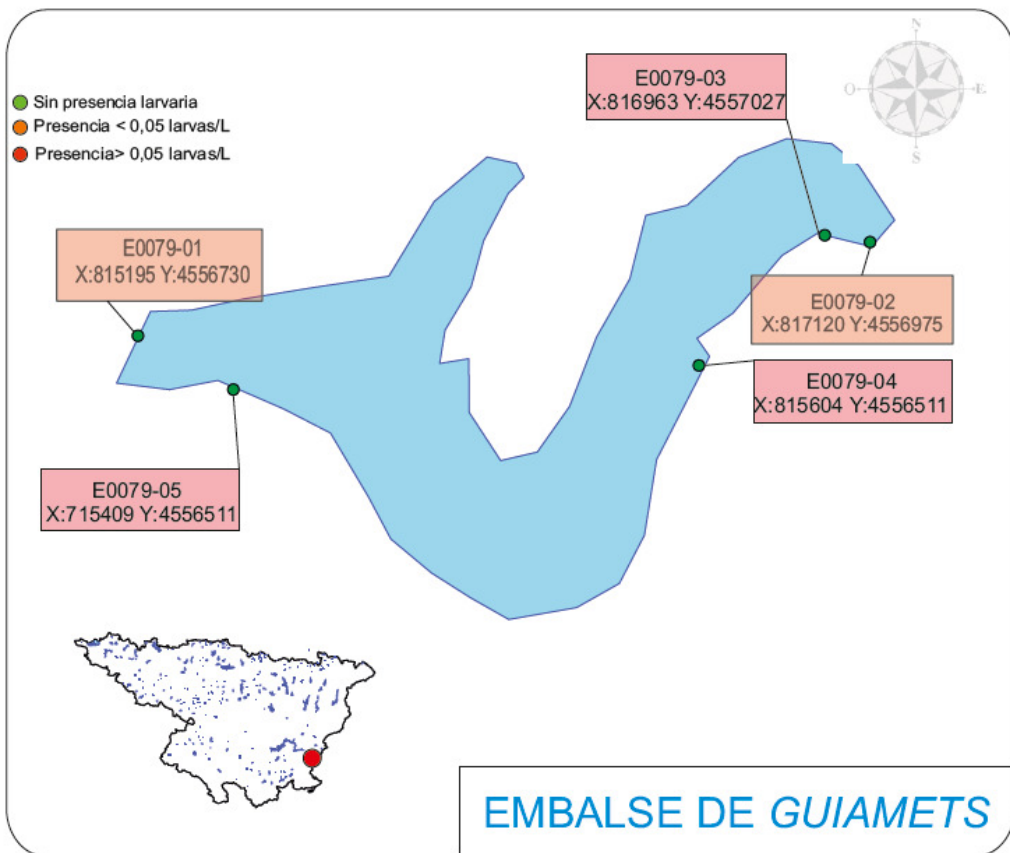 N
O
E
S
Sin presencia larvaria
Presencia < 0,05 larvas/L
Presencia> 0,05 larvas/L
E0079-03
X:816963 Y:4557027
E0079-01
X:815195 Y:4556730
E0079-02
X:817120 Y:4556975
E0079-04
X:815604 Y:4556511
E0079-05
X:715409 Y:4556511
EMBALSE DE GUIAMETS